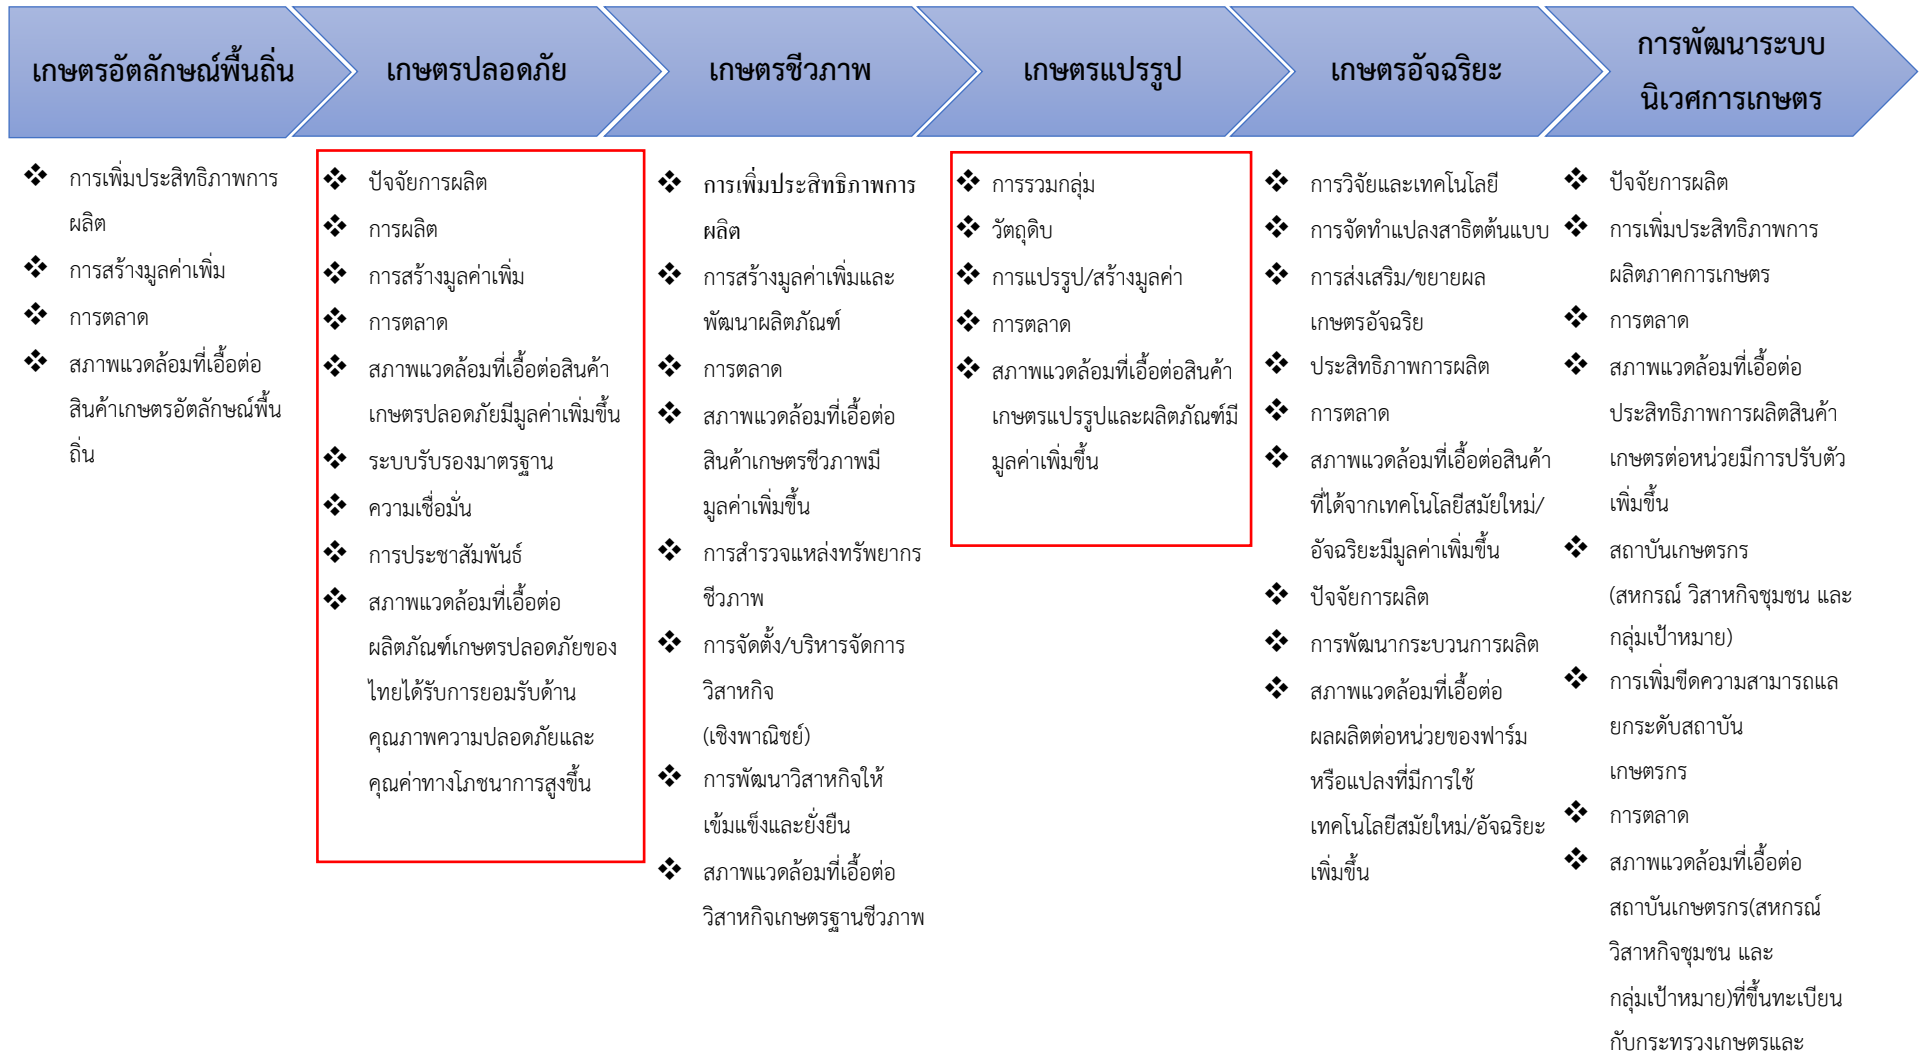 เกษตรอัตลักษณ์พื้นถิ่น
❖ การเพิ่มประสิทธิภาพการ
ผลิต
❖ การสร้างมูลค่าเพิ่ม
❖ การตลาด
❖ สภาพแวดล้อมที่เอื้อต่อ
สินค้าเกษตรอัตลักษณ์พื้น
ถิ่น
เกษตรปลอดภัย
❖ ปัจจัยการผลิต
❖ การผลิต
❖ การสร้างมูลค่าเพิ่ม
❖ การตลาด
❖ สภาพแวดล้อมที่เอื้อต่อสินค้า
เกษตรปลอดภัยมีมูลค่าเพิ่มขึ้น
❖ ระบบรับรองมาตรฐาน
❖ ความเชื่อมั่น
❖ การประชาสัมพันธ์
❖ สภาพแวดล้อมที่เอื้อต่อ
ผลิตภัณฑ์เกษตรปลอดภัยของ
ไทยได้รับการยอมรับด้าน
คุณภาพความปลอดภัยและ
คุณค่าทางโภชนาการสูงขึ้น
เกษตรชีวภาพ
❖ การเพิ่มประสิทธิภาพการ
ผลิต
❖ การสร้างมูลค่าเพิ่มและ
พัฒนาผลิตภัณฑ์
❖ การตลาด
❖ สภาพแวดล้อมที่เอื้อต่อ
สินค้าเกษตรชีวภาพมี
มูลค่าเพิ่มขึ้น
❖ การสำรวจแหล่งทรัพยากร
ชีวภาพ
❖ การจัดตั้ง/บริหารจัดการ
วิสาหกิจ
(เชิงพาณิชย์)
❖ การพัฒนาวิสาหกิจให้
เข้มแข็งและยั่งยืน
❖ สภาพแวดล้อมที่เอื้อต่อ
วิสาหกิจเกษตรฐานชีวภาพ
เกษตรแปรรูป
❖ การรวมกลุ่ม
❖ วัตถุดิบ
❖ การแปรรูป/สร้างมูลค่า
❖ การตลาด
❖ สภาพแวดล้อมที่เอื้อต่อสินค้า
เกษตรแปรรูปและผลิตภัณฑ์มี
มูลค่าเพิ่มขึ้น
เกษตรอัจฉริยะ
❖ การวิจัยและเทคโนโลยี
❖ การจัดทำแปลงสาธิตต้นแบบ
❖ การส่งเสริม/ขยายผล
เกษตรอัจฉริย
❖ ประสิทธิภาพการผลิต
❖ การตลาด
❖ สภาพแวดล้อมที่เอื้อต่อสินค้า
ที่ได้จากเทคโนโลยีสมัยใหม่/
อัจฉริยะมีมูลค่าเพิ่มขึ้น
❖ ปัจจัยการผลิต
❖ การพัฒนากระบวนการผลิต
❖ สภาพแวดล้อมที่เอื้อต่อ
ผลผลิตต่อหน่วยของฟาร์ม
หรือแปลงที่มีการใช้
เทคโนโลยีสมัยใหม่/อัจฉริยะ
เพิ่มขึ้น
การพัฒนาระบบ
นิเวศการเกษตร
❖ ปัจจัยการผลิต
❖ การเพิ่มประสิทธิภาพการ
ผลิตภาคการเกษตร
❖ การตลาด
❖ สภาพแวดล้อมที่เอื้อต่อ
ประสิทธิภาพการผลิตสินค้า
เกษตรต่อหน่วยมีการปรับตัว
เพิ่มขึ้น
❖ สถาบันเกษตรกร
(สหกรณ์ วิสาหกิจชุมชน และ
กลุ่มเป้าหมาย)
❖ การเพิ่มขีดความสามารถแล
ยกระดับสถาบัน
เกษตรกร
❖ การตลาด
❖ สภาพแวดล้อมที่เอื้อต่อ
สถาบันเกษตรกร(สหกรณ์
วิสาหกิจชุมชน และ
กลุ่มเป้าหมาย)ที่ขึ้นทะเบียน
กับกระทรวงเกษตรและ